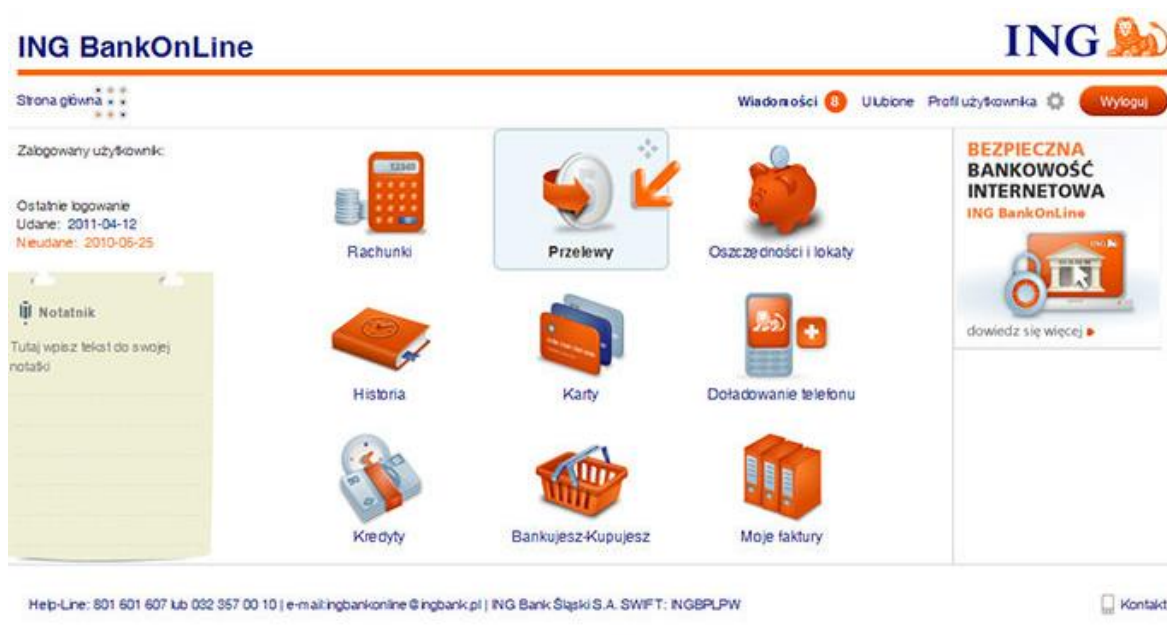 ING BankOnLine
ING
Strona główna
Wiadomości 8 Ulubione Profil użytkownika Wyloguj
Zalogowany użytkownik:
Ostatnie logowanie
Udane: 2011-04-12
Nieudane: 2010-05-25
Notatnik
Tutaj wpisz tekst do swojej
notatki
12345
Rachunki
Przelewy
Oszczędności i lokaty
Historia
Karty
Doładowanie telefonu
Kredyty
Bankujesz-Kupujesz
Moje faktury
BEZPIECZNA
BANKOWOŚĆ
INTERNETOWA
ING BankOnLine
ING
dowiedz się więcej
Help-Line: 801 601 607 lub 032 357 00 10 | e-mail:ingbankonline@ingbank.pl | ING Bank Śląski S.A. SWIFT: INGBPLPW
Kontakt